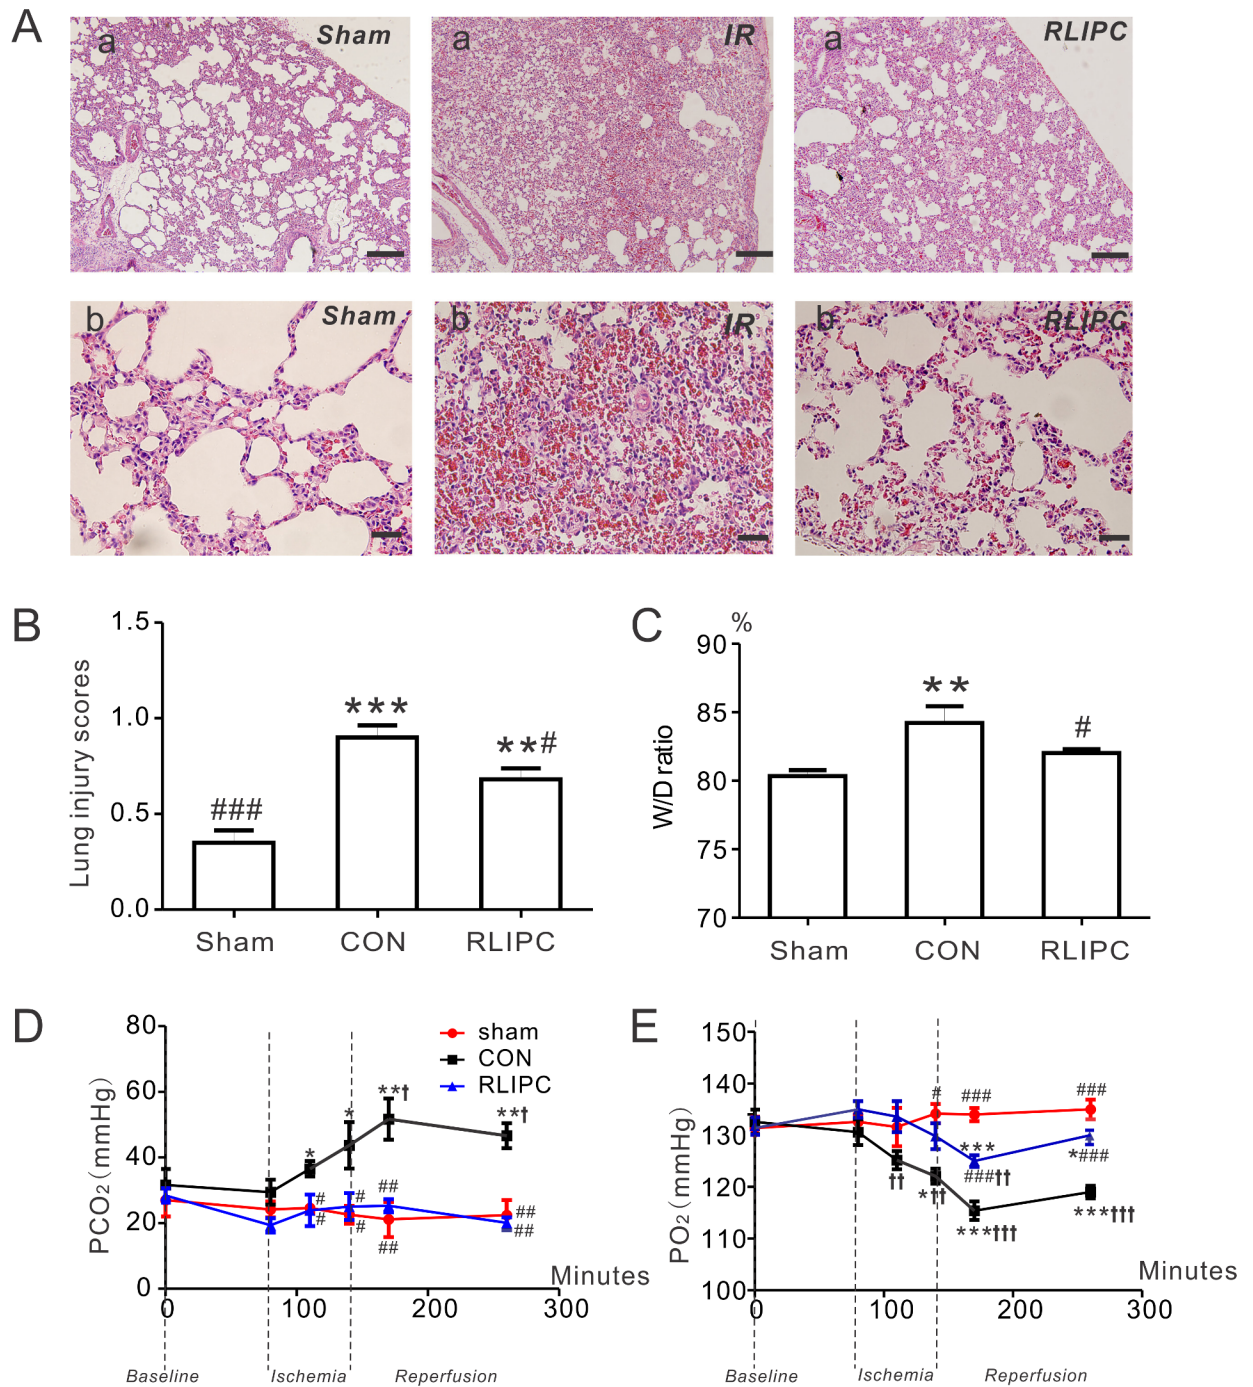 A
a Sham
a IR
a RLIPC
b Sham
b IR
b RLIPC
B
1.5
1.0
0.5
0.0
Lung injury scores
###
***
**#
Sham CON RLIPC
C
%
90
85
80
75
70
W/D ratio
**
#
Sham CON RLIPC
D
80
60
40
20
0
PCO2 (mmHg)
sham
CON
RLIPC
*
*
**†
**†
#
#
#
#
##
##
##
##
Minutes
0 100 200 300
Baseline Ischemia Reperfusion
E
150
140
130
120
110
100
PO2 (mmHg)
#
###
###
***
###††
*###
††
*††
***†††
***†††
Minutes
0 100 200 300
Baseline Ischemia Reperfusion